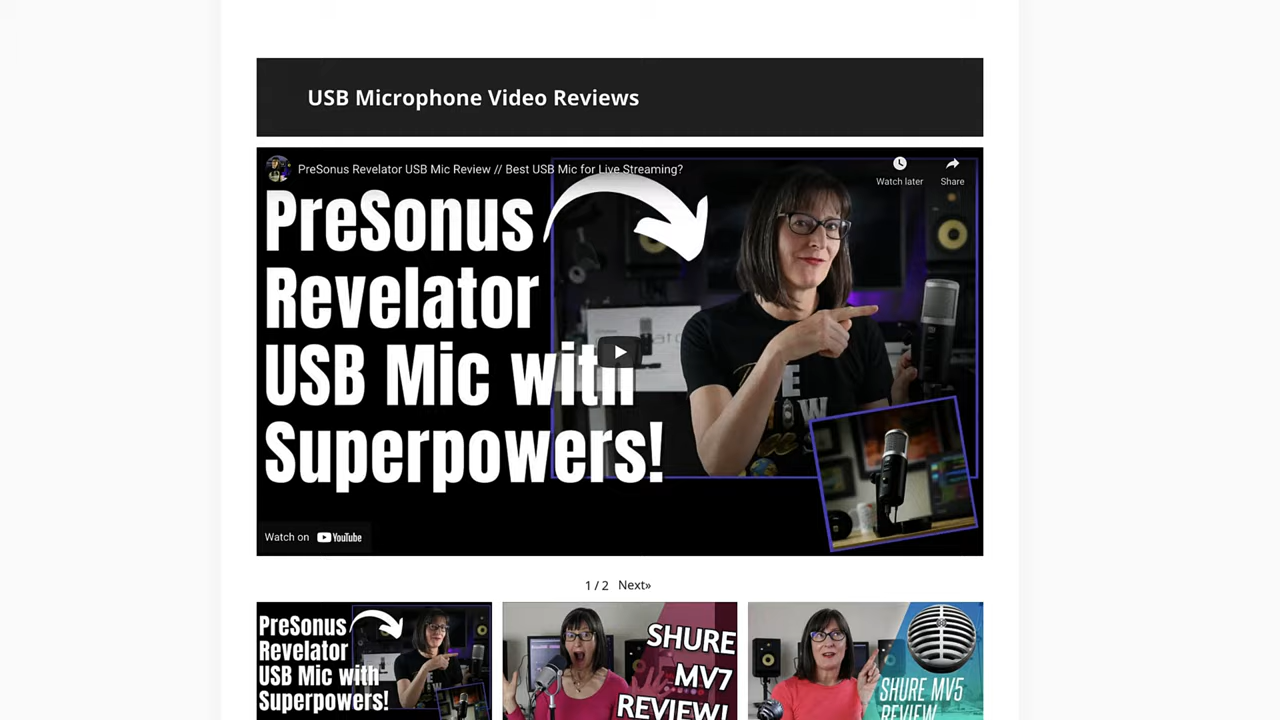 USB Microphone Video Reviews
PreSonus Revelator USB Mic Review // Best USB Mic for Live Streaming?
Watch later
Share
PreSonus
Revelator
USB Mic with
Superpowers!
Watch on YouTube
1 / 2 Next»
PreSonus
Revelator
USB Mic with
Superpowers!
SHURE
MV7
REVIEW!
SHURE MV5
REVIEW